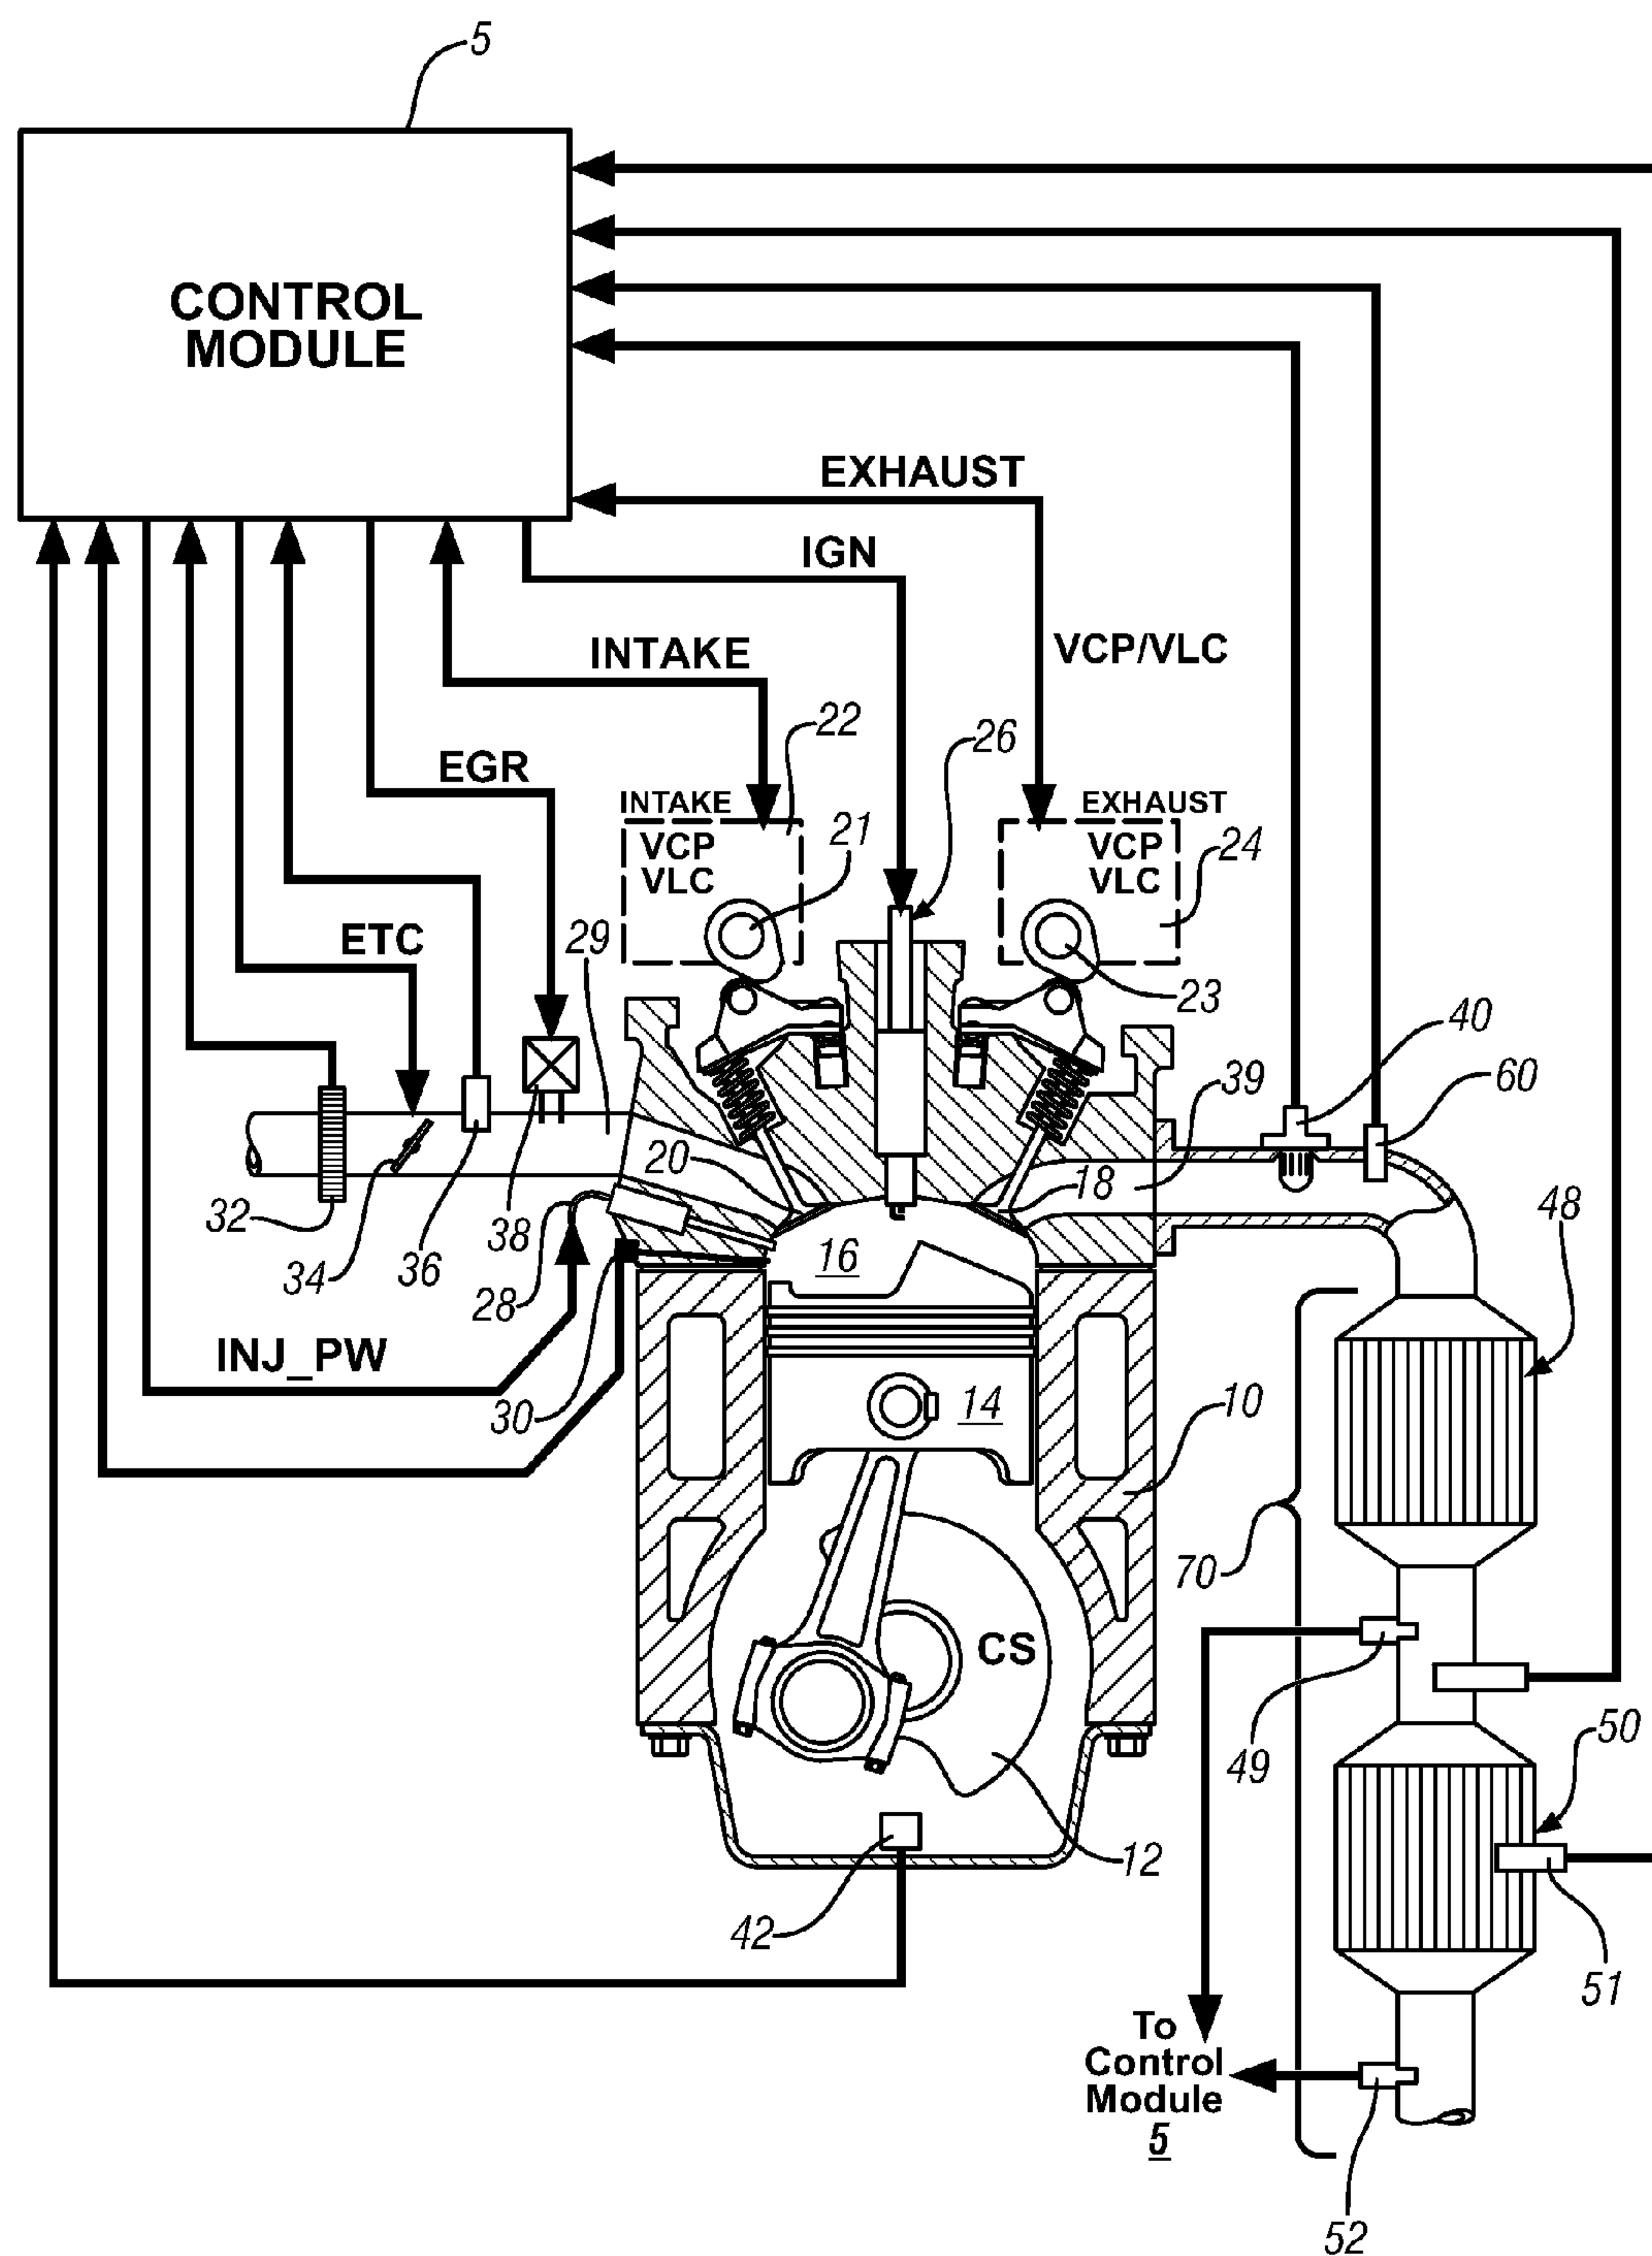 5
CONTROL
MODULE
EXHAUST
IGN
INTAKE
VCP/VLC
22
26
EGR
INTAKE
EXHAUST
VCP
VLC
21
VCP
VLC
24
ETC
29
23
40
39
60
20
18
32
38
48
34
36
28
16
INJ_PW
30
14
10
70
CS
49
50
12
42
51
To
Control
Module
5
52